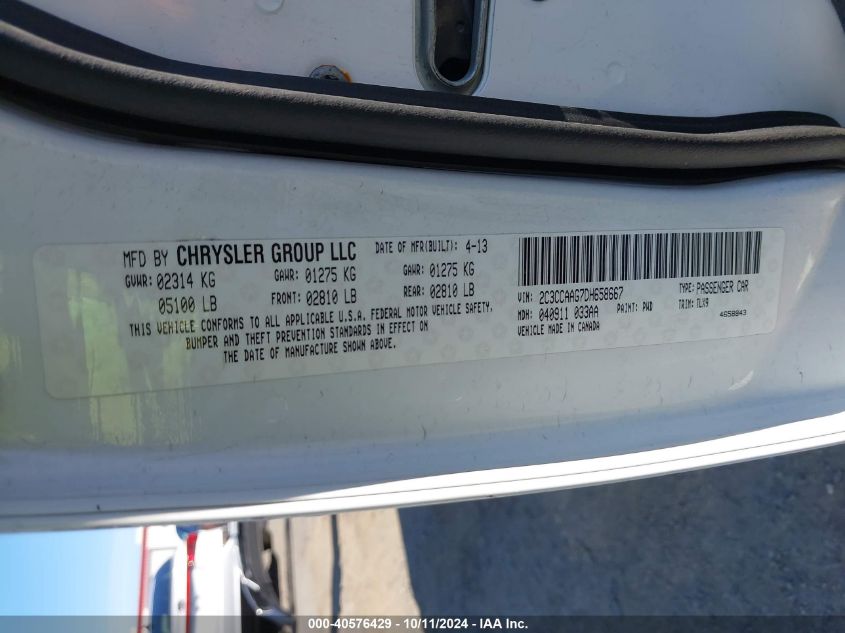 MFD BY CHRYSLER GROUP LLC DATE OF MFR(BUILT): 4-13
GVWR: 02314 KG GAWR: 01275 KG GAWR: 01275 KG
05100 LB FRONT: 02810 LB REAR: 02810 LB
THIS VEHICLE CONFORMS TO ALL APPLICABLE U.S.A. FEDERAL MOTOR VEHICLE SAFETY,
BUMPER AND THEFT PREVENTION STANDARDS IN EFFECT ON
THE DATE OF MANUFACTURE SHOWN ABOVE.
VIN: 2C3CCAAG7DH658667 TYPE: PASSENGER CAR
MDH: 040911 033AA PAINT: PWD TRIM: TLX9
VEHICLE MADE IN CANADA 4658843
000-40576429 - 10/11/2024 - IAA Inc.